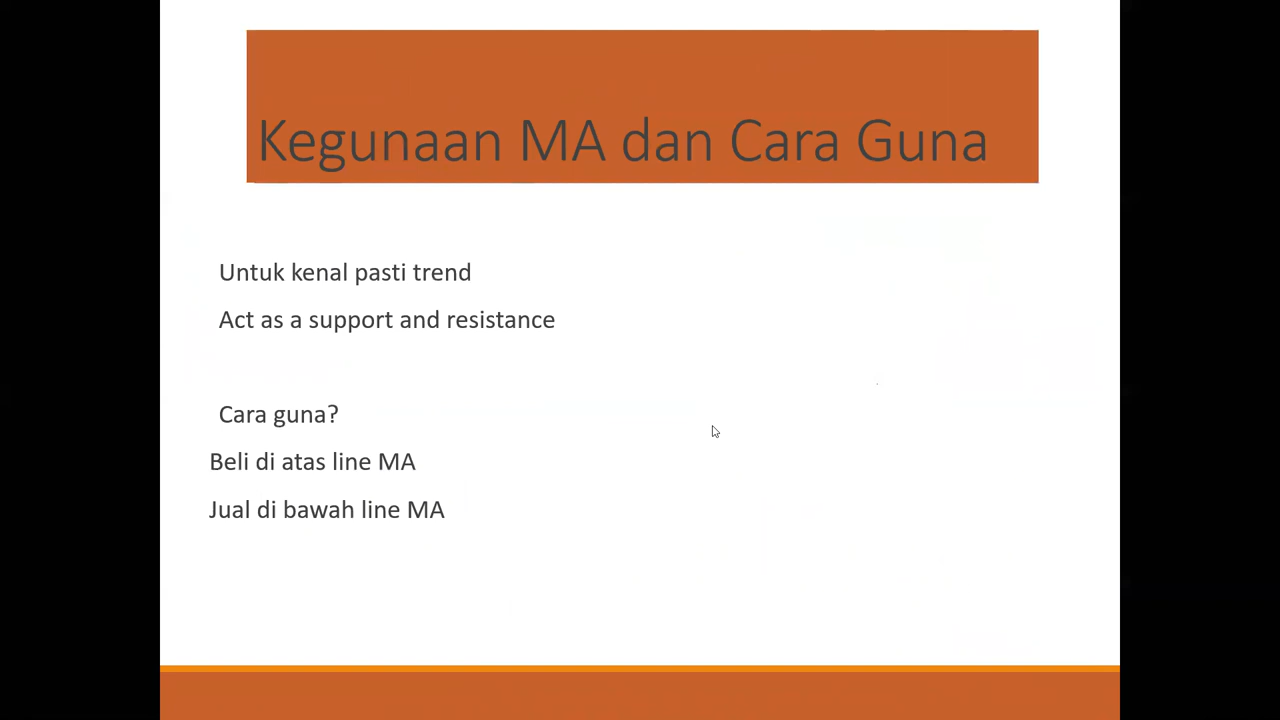 Kegunaan MA dan Cara Guna
Untuk kenal pasti trend
Act as a support and resistance
Cara guna?
Beli di atas line MA
Jual di bawah line MA